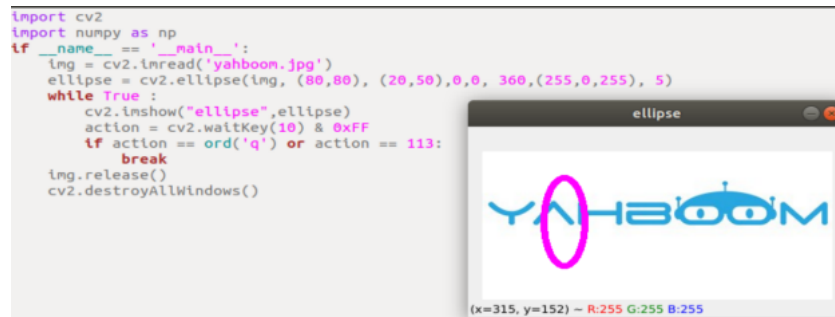 import cv2
import numpy as np
if __name__ == '__main__':
    img = cv2.imread('yahboom.jpg')
    ellipse = cv2.ellipse(img, (80,80), (20,50),0,0, 360,(255,0,255), 5)
    while True :
        cv2.imshow("ellipse",ellipse)
        action = cv2.waitKey(10) & 0xFF
        if action == ord('q') or action == 113:
            break
    img.release()
    cv2.destroyAllWindows()
ellipse
YAHBOOM
(x=315, y=152) ~ R:255 G:255 B:255